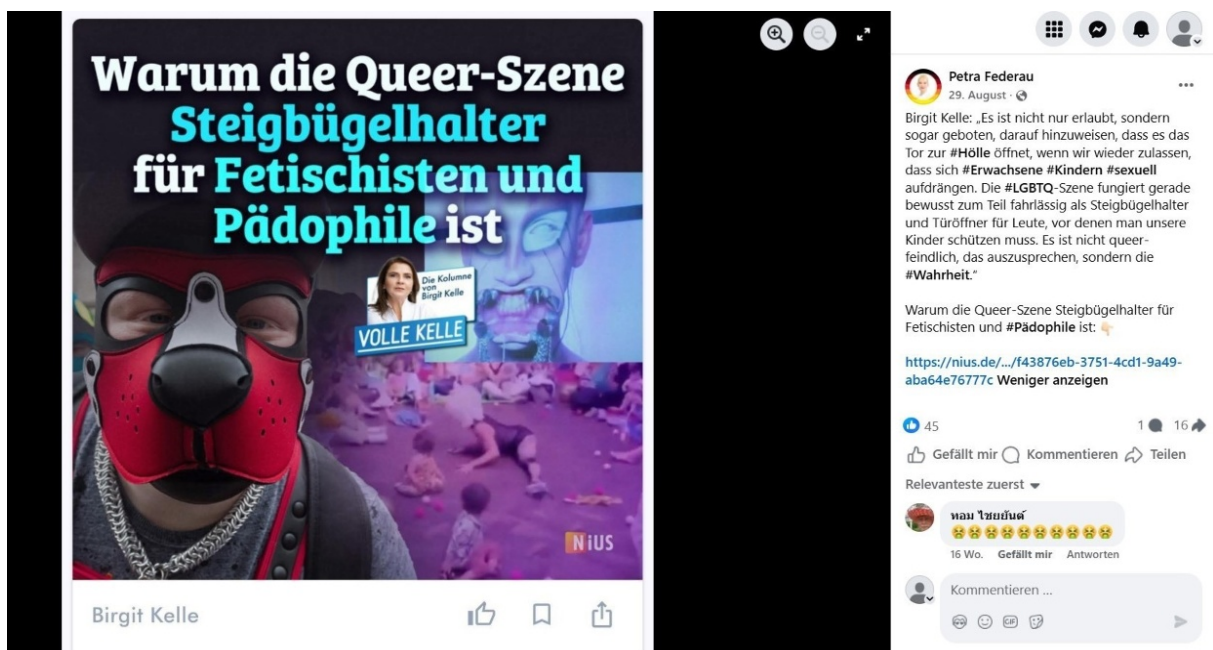 Warum die Queer-Szene
Steigbügelhalter
für Fetischisten und
Pädophile ist
Die Kolumne
von
Birgit Kelle
VOLLE KELLE
NiUS
Birgit Kelle
Petra Federau
29. August ·
Birgit Kelle: „Es ist nicht nur erlaubt, sondern
sogar geboten, darauf hinzuweisen, dass es das
Tor zur #Hölle öffnet, wenn wir wieder zulassen,
dass sich #Erwachsene #Kindern #sexuell
aufdrängen. Die #LGBTQ-Szene fungiert gerade
bewusst zum Teil fahrlässig als Steigbügelhalter
und Türöffner für Leute, vor denen man unsere
Kinder schützen muss. Es ist nicht queer-
feindlich, das auszusprechen, sondern die
#Wahrheit.“
Warum die Queer-Szene Steigbügelhalter für
Fetischisten und #Pädophile ist:
https://nius.de/.../f43876eb-3751-4cd1-9a49-
aba64e76777c Weniger anzeigen
45 1 16
Gefällt mir Kommentieren Teilen
Relevanteste zuerst
หอม ไชยยันต์
16 Wo. Gefällt mir Antworten
Kommentieren ...
GIF